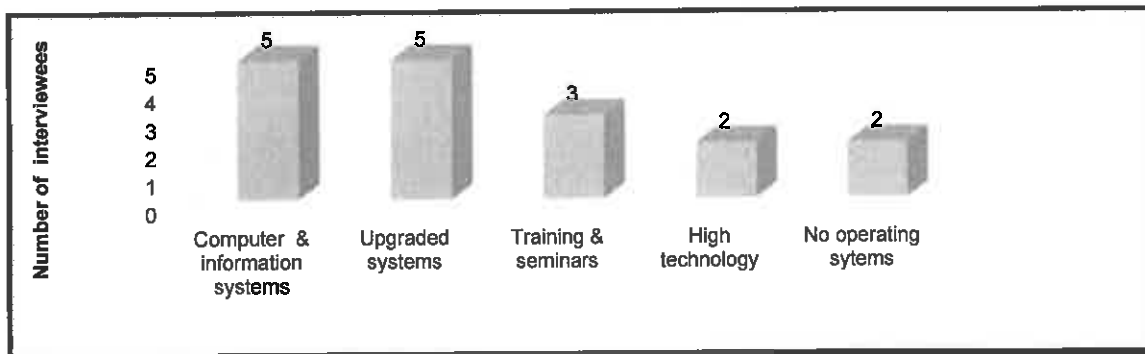 Number of interviewees
5
4
3
2
1
0
5
5
3
2
2
Computer &
information
systems
Upgraded
systems
Training &
seminars
High
technology
No operating
sytems